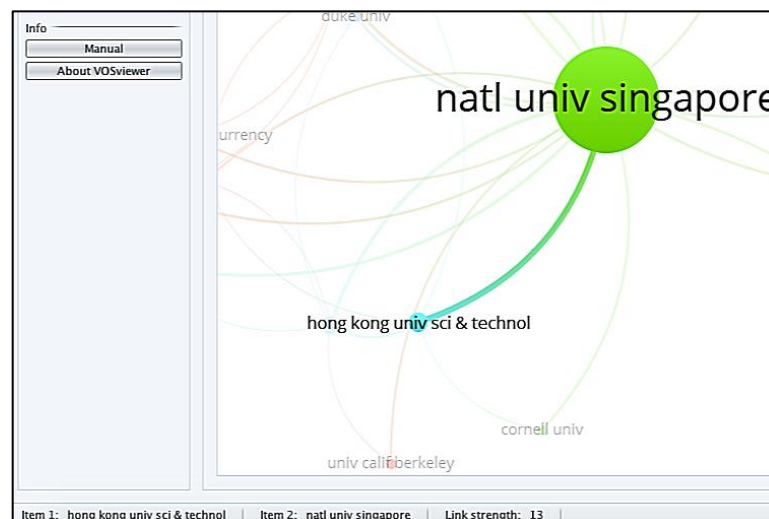 Info
Manual
About VOSviewer
duke univ
natl univ singapore
urrency
hong kong univ sci & technol
cornell univ
univ calif berkeley
Item 1: hong kong univ sci & technol | Item 2: natl univ singapore | Link strength: 13 |